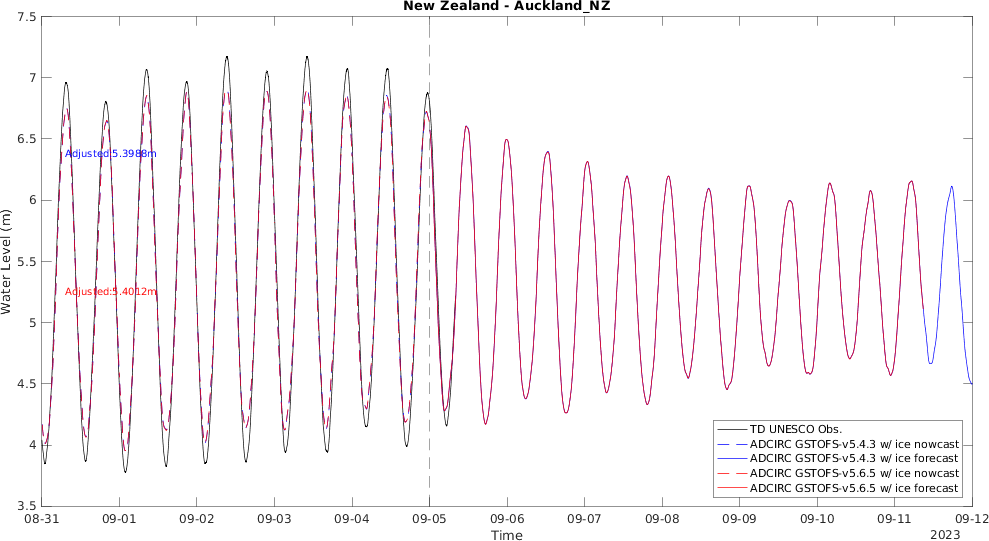 New Zealand - Auckland_NZ
7.5
7
6.5
6
5.5
5
4.5
4
3.5
Water Level (m)
Adjusted:5.3988m
Adjusted:5.4012m
TD UNESCO Obs.
ADCIRC GSTOFS-v5.4.3 w/ ice nowcast
ADCIRC GSTOFS-v5.4.3 w/ ice forecast
ADCIRC GSTOFS-v5.6.5 w/ ice nowcast
ADCIRC GSTOFS-v5.6.5 w/ ice forecast
08-31 09-01 09-02 09-03 09-04 09-05 09-06 09-07 09-08 09-09 09-10 09-11 09-12
Time
2023